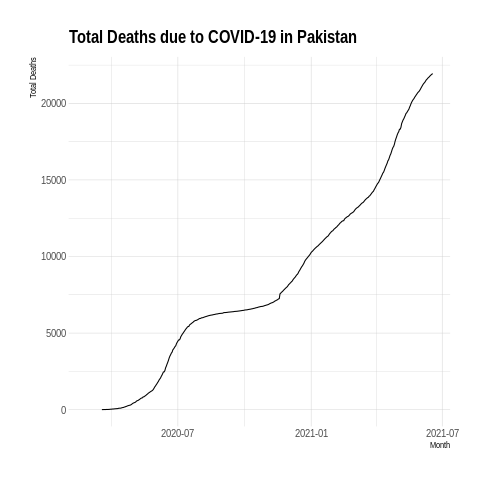 Total Deaths due to COVID-19 in Pakistan
Total Deaths
20000
15000
10000
5000
0
2020-07
2021-01
2021-07
Month